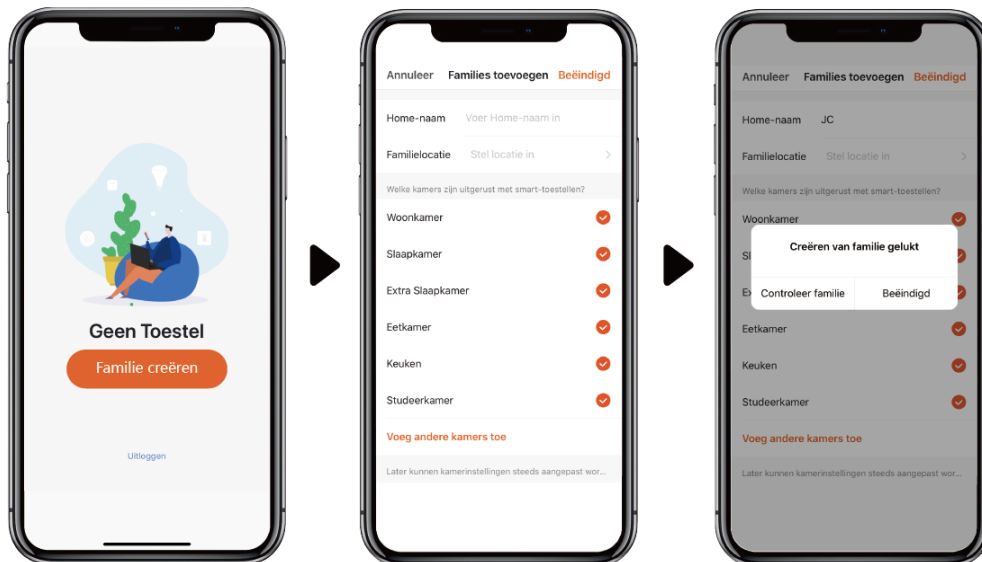 Geen Toestel
Familie creëren
Uitloggen
Annuleer Families toevoegen Beëindigd
Home-naam Voer Home-naam in
Familielocatie Stel locatie in
Welke kamers zijn uitgerust met smart-toestellen?
Woonkamer
Slaapkamer
Extra Slaapkamer
Eetkamer
Keuken
Studeerkamer
Voeg andere kamers toe
Later kunnen kamerinstellingen steeds aangepast wor...
Annuleer Families toevoegen Beëindigd
Home-naam JC
Familielocatie Stel locatie in
Welke kamers zijn uitgerust met smart-toestellen?
Woonkamer
Sl
Creëren van familie gelukt
Ex
Controleer familie Beëindigd
Eetkamer
Keuken
Studeerkamer
Voeg andere kamers toe
Later kunnen kamerinstellingen steeds aangepast wor...